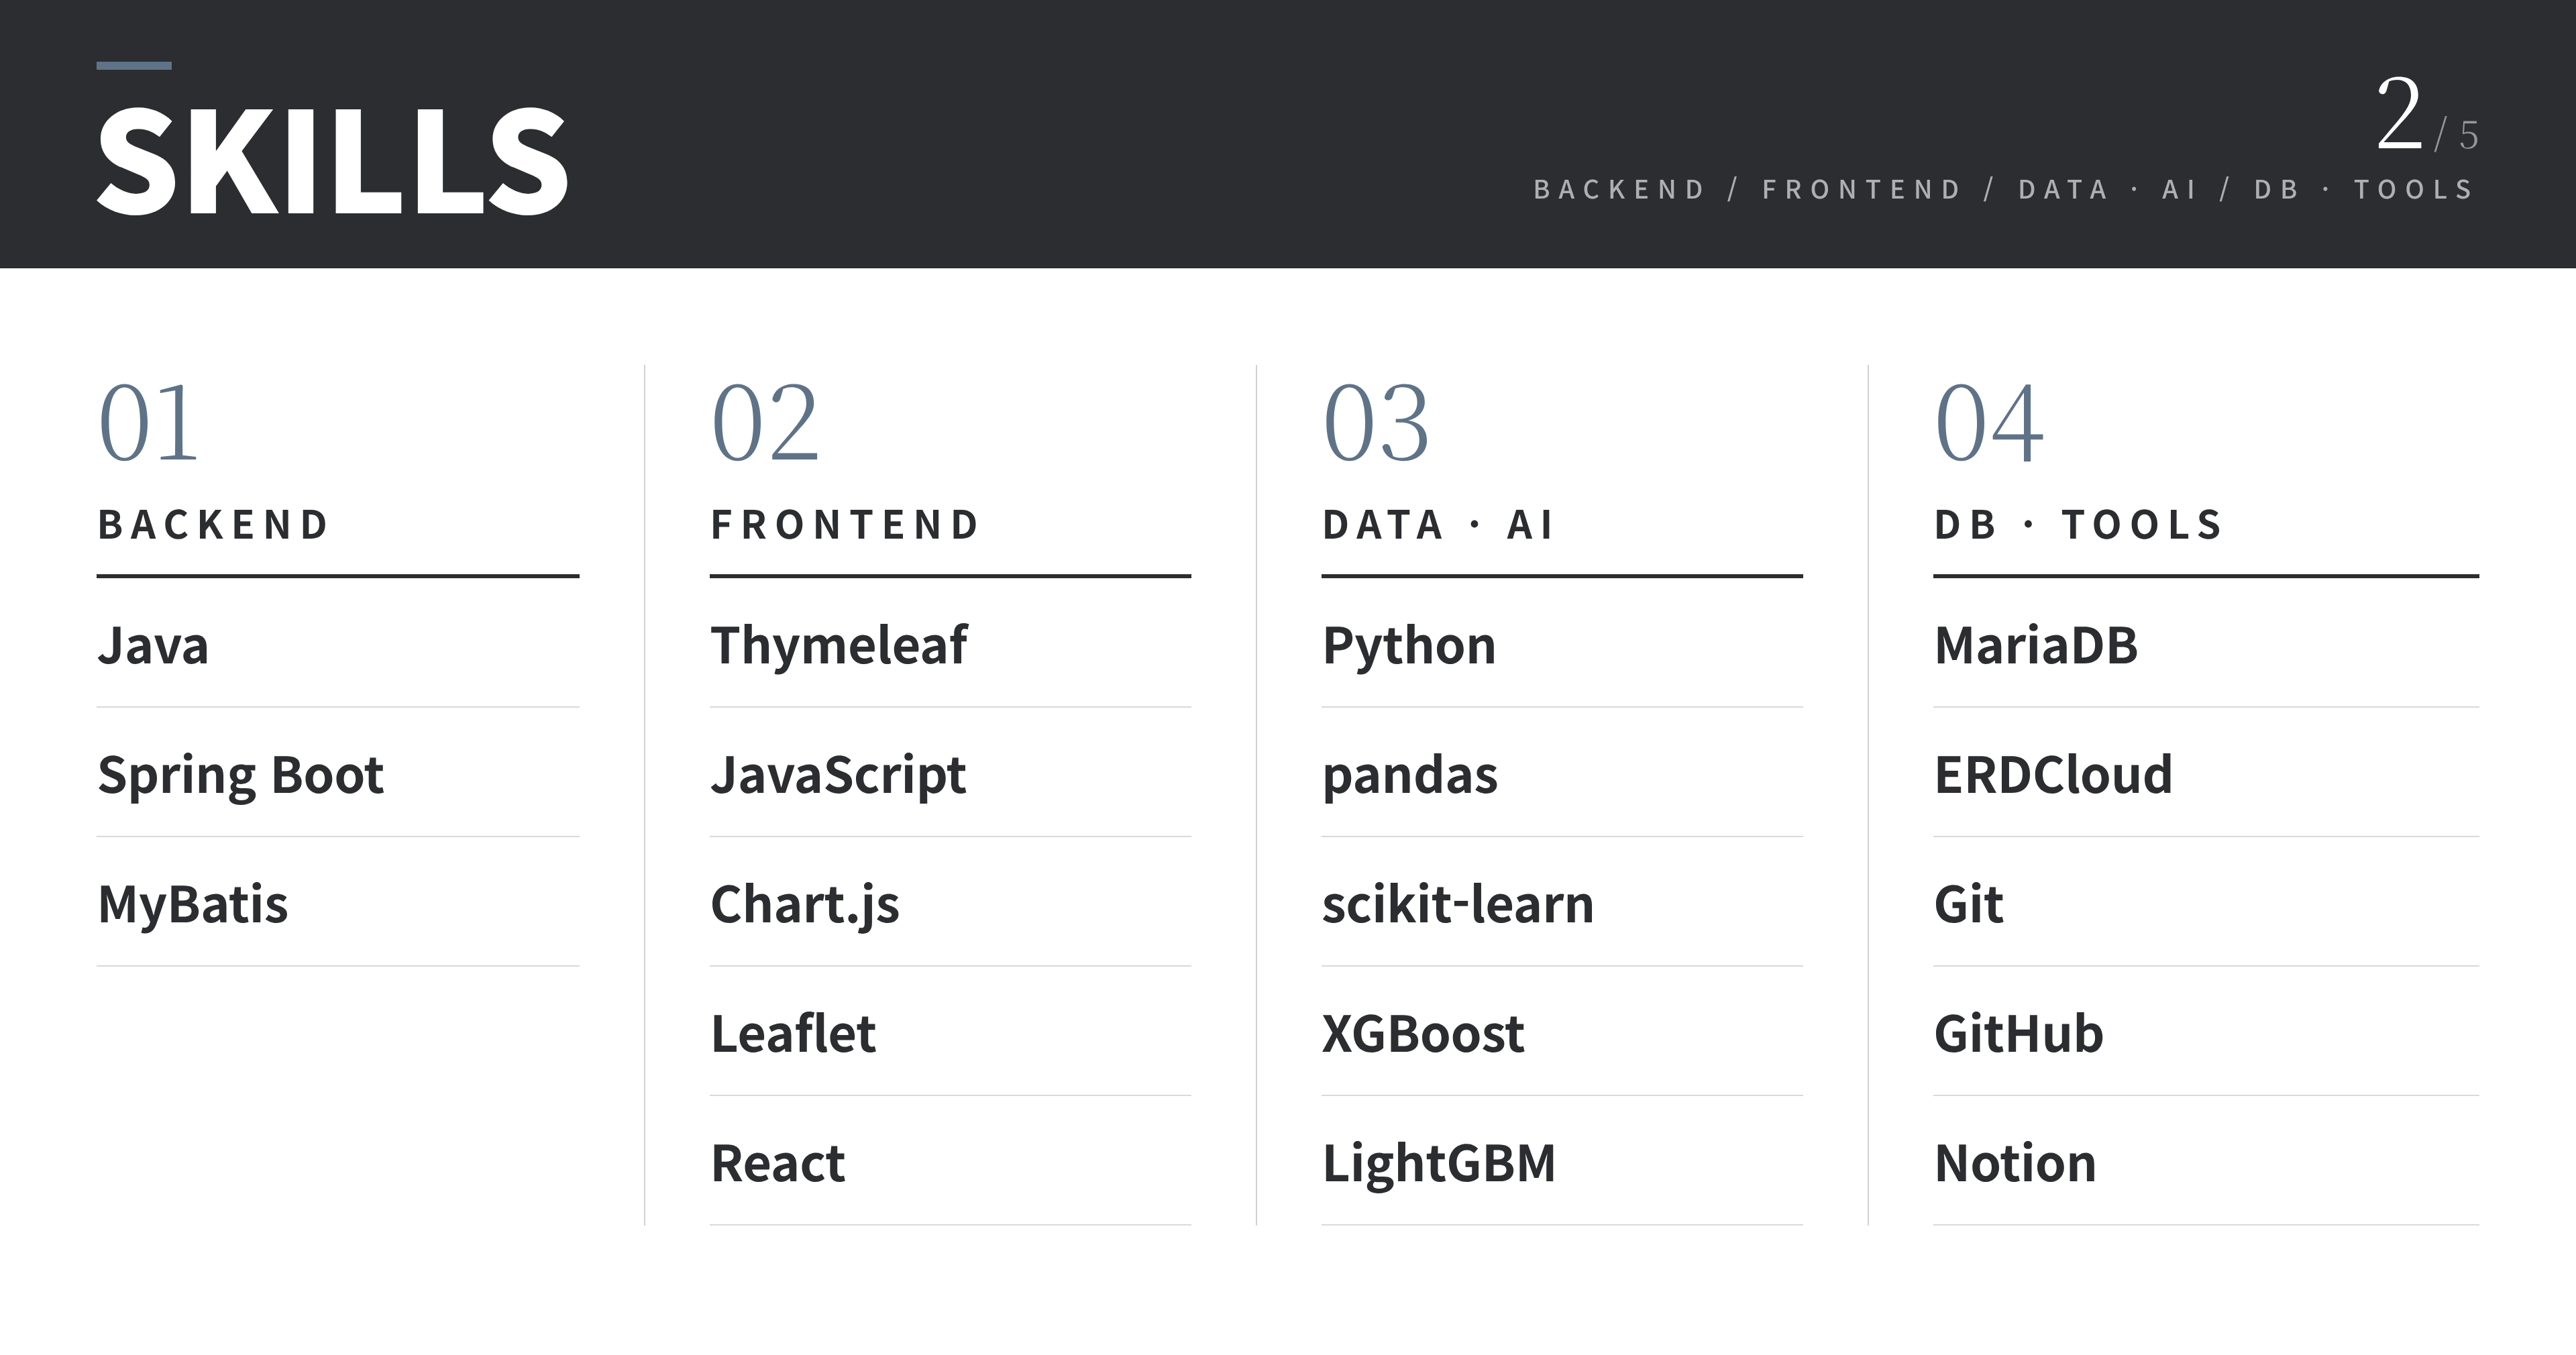 SKILLS
2 / 5
BACKEND / FRONTEND / DATA · AI / DB · TOOLS
01
BACKEND
Java
Spring Boot
MyBatis
02
FRONTEND
Thymeleaf
JavaScript
Chart.js
Leaflet
React
03
DATA · AI
Python
pandas
scikit-learn
XGBoost
LightGBM
04
DB · TOOLS
MariaDB
ERDCloud
Git
GitHub
Notion